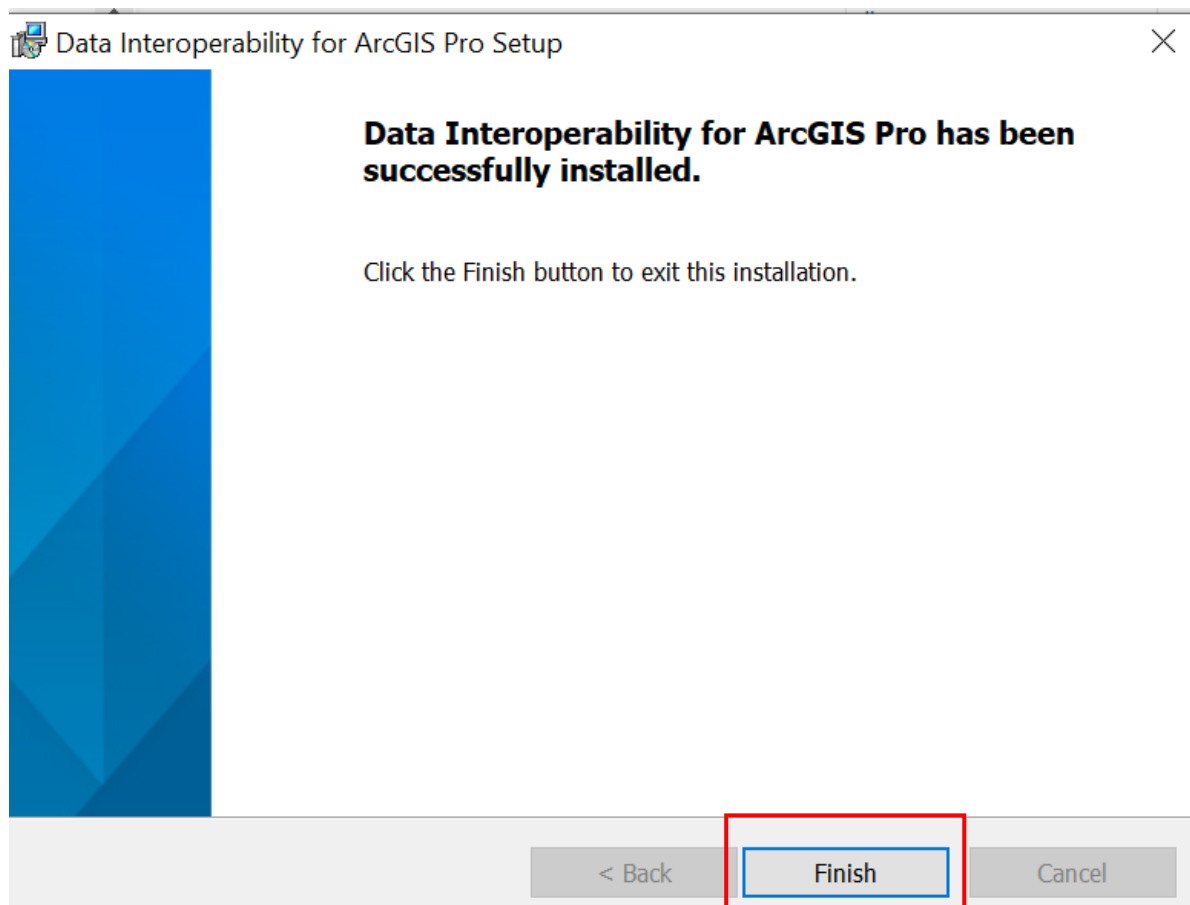 Data Interoperability for ArcGIS Pro Setup
Data Interoperability for ArcGIS Pro has been
successfully installed.
Click the Finish button to exit this installation.
< Back
Finish
Cancel